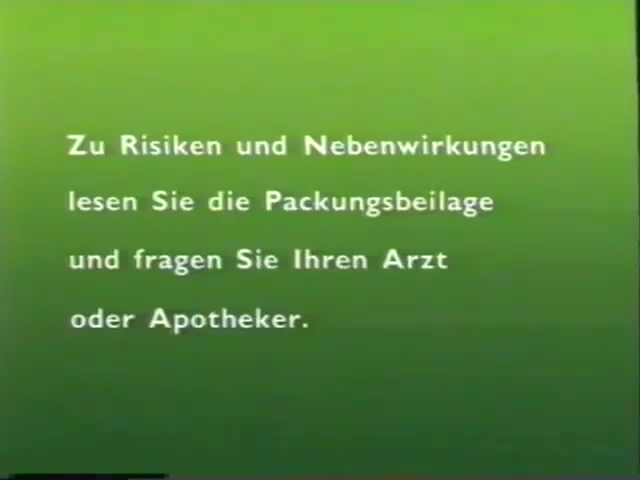 Zu Risiken und Nebenwirkungen
lesen Sie die Packungsbeilage
und fragen Sie Ihren Arzt
oder Apotheker.